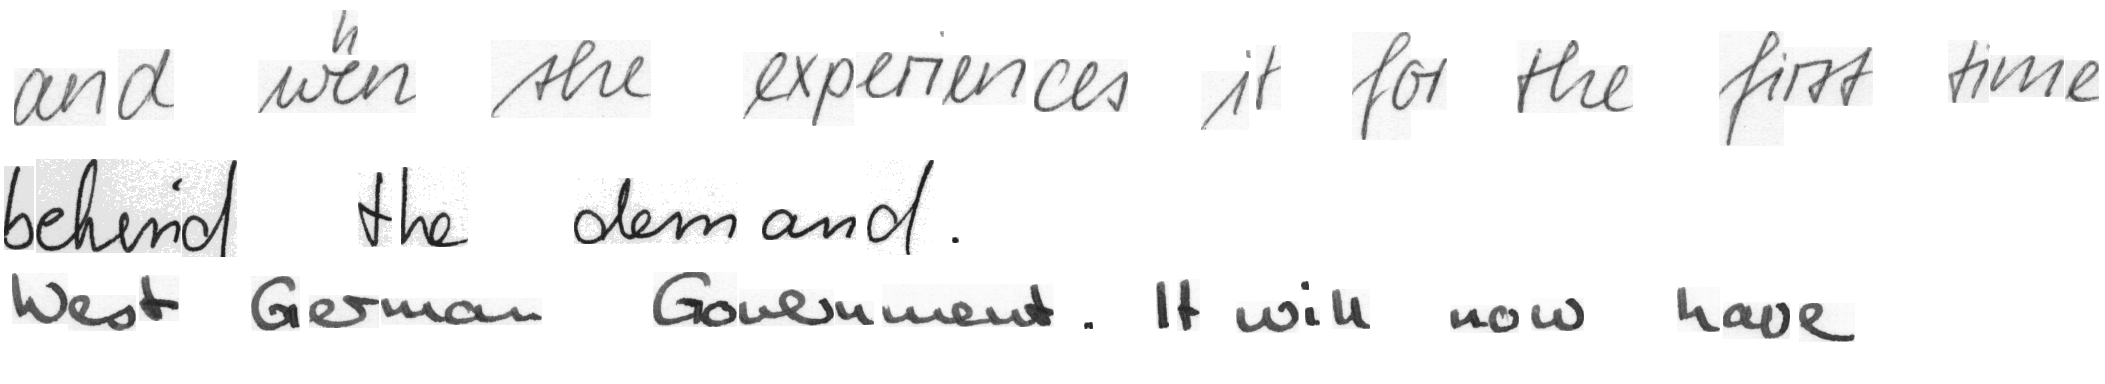 and when she experiences it for the first time
behind the demand.
West German Government. It will now have